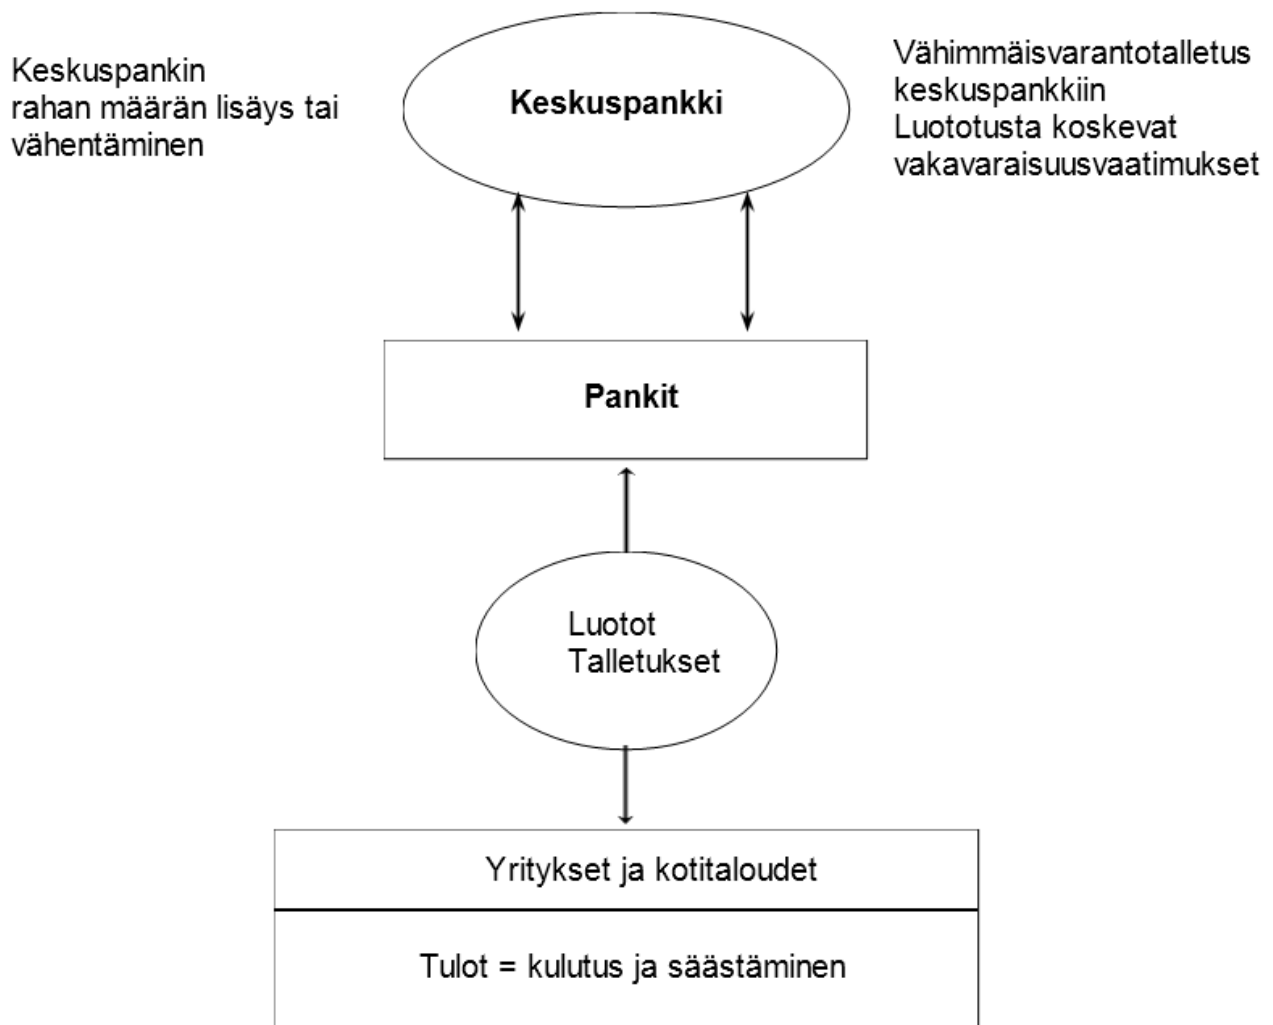 Keskuspankin
rahan määrän lisäys tai
vähentäminen
Keskuspankki
Vähimmäisvarantotalletus
keskuspankkiin
Luototusta koskevat
vakavaraisuusvaatimukset
Pankit
Luotot
Talletukset
Yritykset ja kotitaloudet
Tulot = kulutus ja säästäminen